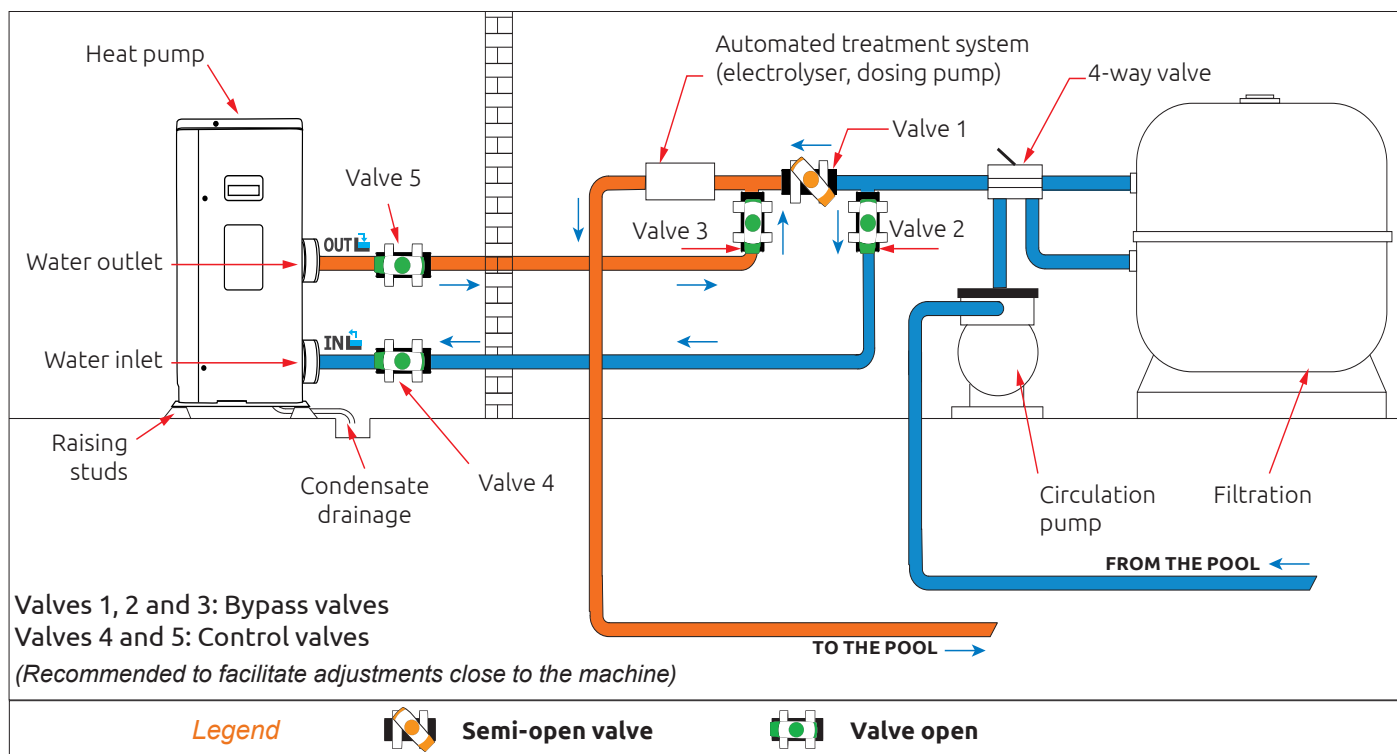 Heat pump
Automated treatment system
(electrolyser, dosing pump)
4-way valve
Valve 1
Valve 5
Valve 3
Valve 2
OUT
Water outlet
IN
Water inlet
Raising
studs
Condensate
drainage
Valve 4
Circulation
pump
Filtration
FROM THE POOL
Valves 1, 2 and 3: Bypass valves
Valves 4 and 5: Control valves
TO THE POOL
(Recommended to facilitate adjustments close to the machine)
Legend
Semi-open valve
Valve open